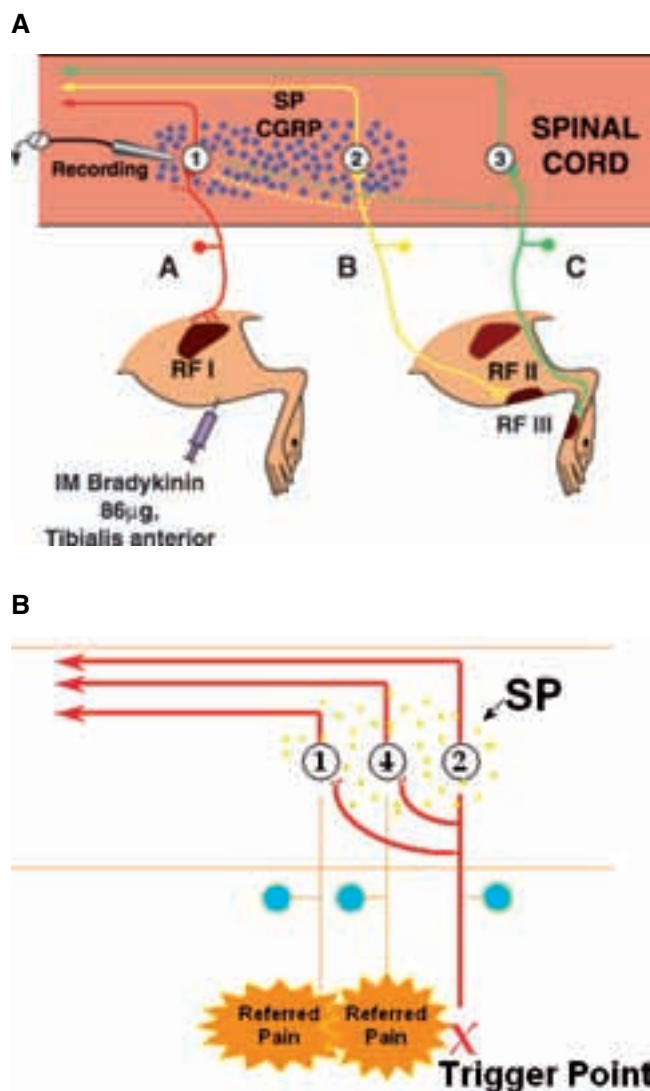 A
SP
CGRP
SPINAL
CORD
Recording
1
2
3
A
B
C
RF I
RF II
RF III
IM Bradykinin
86µg,
Tibialis anterior
B
SP
1
4
2
Referred
Pain
Referred
Pain
X
Trigger Point